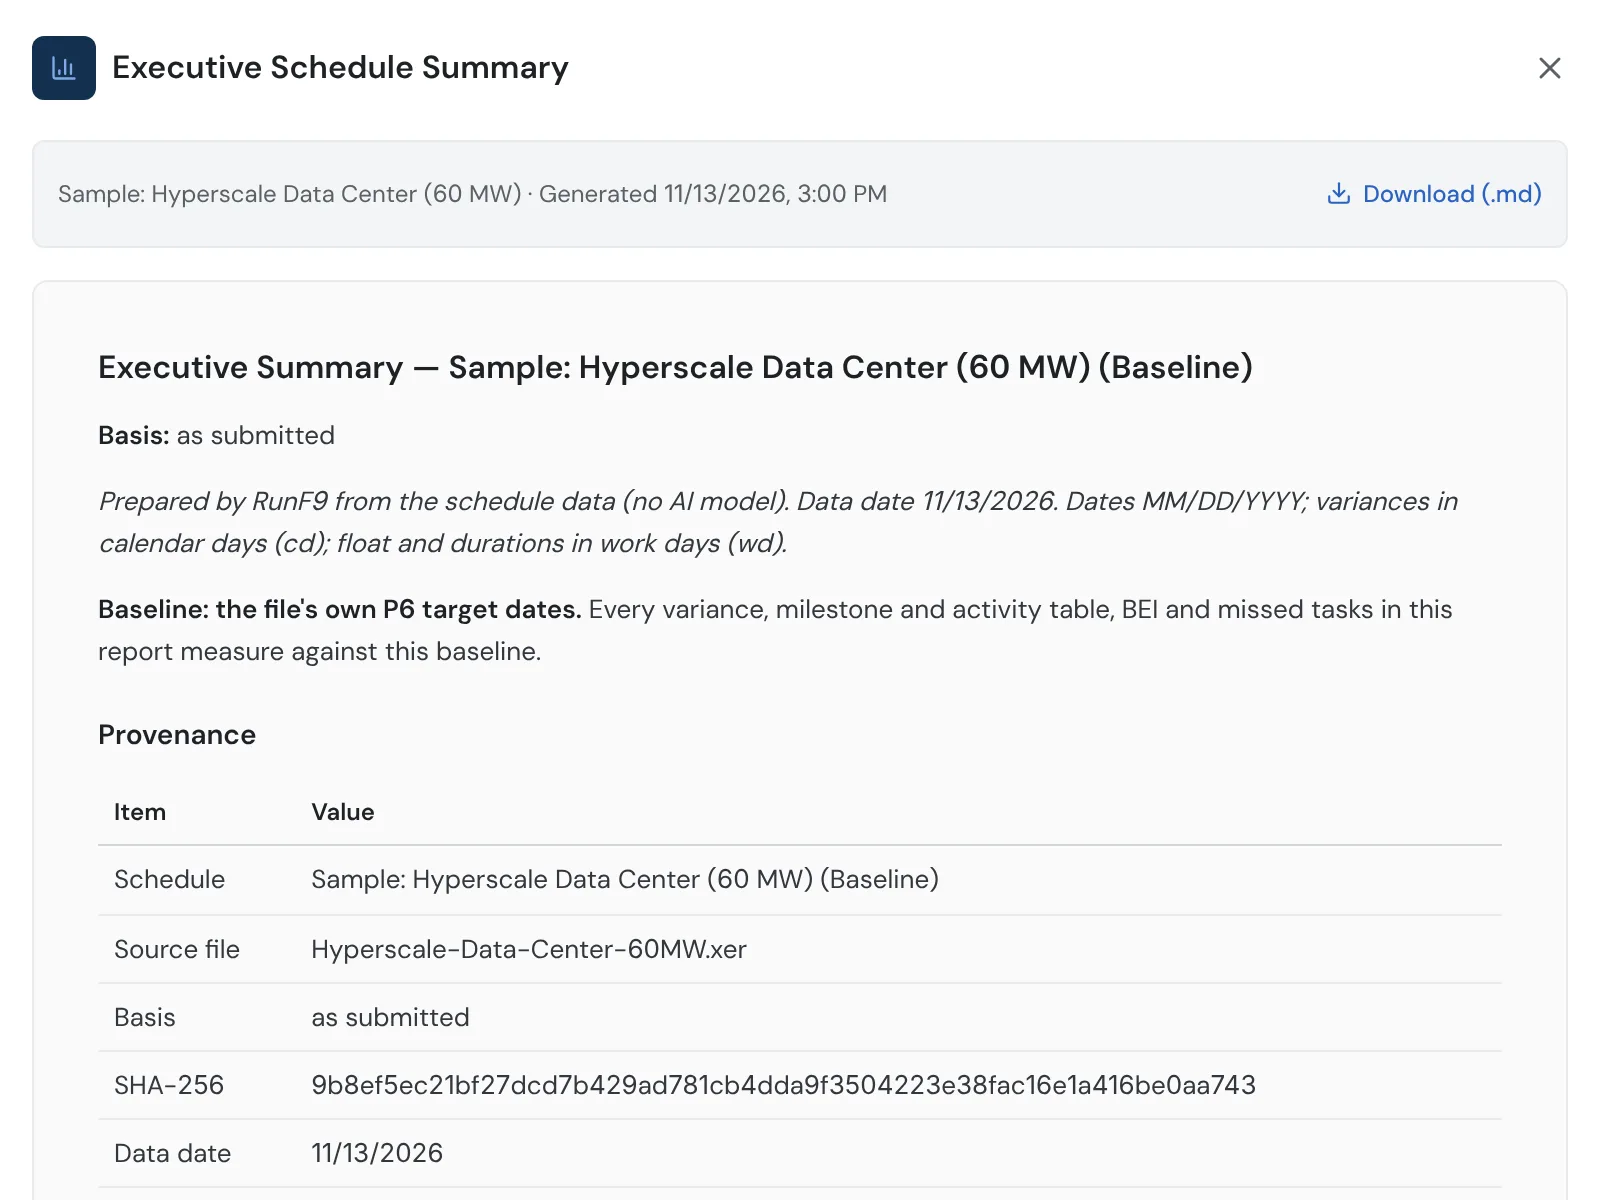 Executive Schedule Summary
Sample: Hyperscale Data Center (60 MW) · Generated 11/13/2026, 3:00 PM
Download (.md)
Executive Summary — Sample: Hyperscale Data Center (60 MW) (Baseline)
Basis: as submitted
Prepared by RunF9 from the schedule data (no AI model). Data date 11/13/2026. Dates MM/DD/YYYY; variances in
calendar days (cd); float and durations in work days (wd).
Baseline: the file's own P6 target dates. Every variance, milestone and activity table, BEI and missed tasks in this
report measure against this baseline.
Provenance
Item Value
Schedule Sample: Hyperscale Data Center (60 MW) (Baseline)
Source file Hyperscale-Data-Center-60MW.xer
Basis as submitted
SHA-256 9b8ef5ec21bf27dcd7b429ad781cb4dda9f3504223e38fac16e1a416be0aa743
Data date 11/13/2026